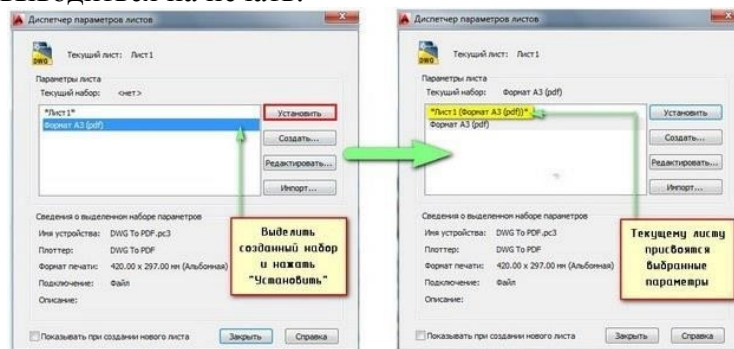 Диспетчер параметров листов
Текущий лист: Лист1
Параметры листа
Текущий набор: <нет>
*Лист1*
Формат А3 (pdf)
Установить
Создать...
Редактировать...
Импорт...
Сведения о выделенном наборе параметров
Имя устройства: DWG To PDF.pc3
Плоттер: DWG To PDF
Формат печати: 420.00 x 297.00 мм (Альбомная)
Подключение: Файл
Описание:
Выделить
созданный набор
и нажать
"Установить"
Показывать при создании нового листа
Закрыть
Справка
Диспетчер параметров листов
Текущий лист: Лист1
Параметры листа
Текущий набор: Формат А3 (pdf)
*Лист1 (Формат А3 (pdf))*
Формат А3 (pdf)
Установить
Создать...
Редактировать...
Импорт...
Сведения о выделенном наборе параметров
Имя устройства: DWG To PDF.pc3
Плоттер: DWG To PDF
Формат печати: 420.00 x 297.00 мм (Альбомная)
Подключение: Файл
Описание:
Текущему листу
присвоятся
выбранные
параметры
Показывать при создании нового листа
Закрыть
Справка